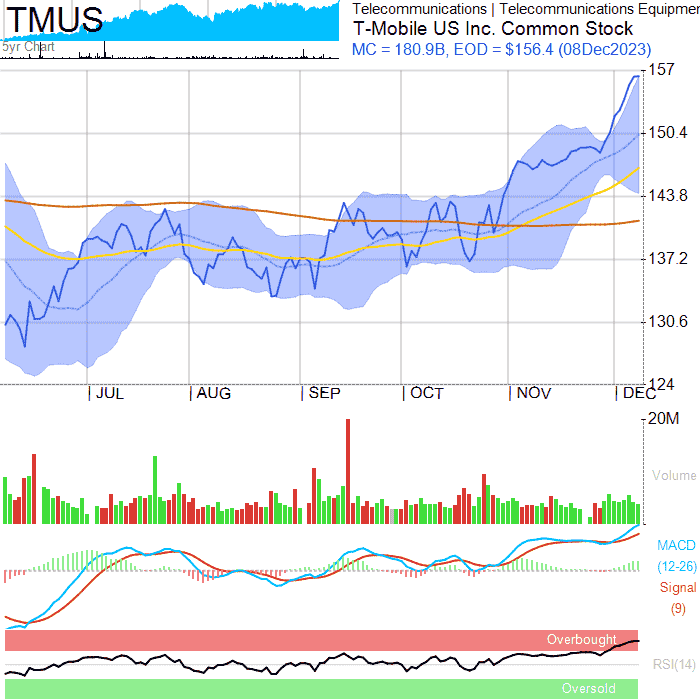 TMUS
5yr Chart
Telecommunications | Telecommunications Equipmen
T-Mobile US Inc. Common Stock
MC = 180.9B, EOD = $156.4 (08Dec2023)
157
150.4
143.8
137.2
130.6
124
JUL AUG SEP OCT NOV DEC
20M
Volume
MACD
(12-26)
Signal
(9)
Overbought
RSI(14)
Oversold